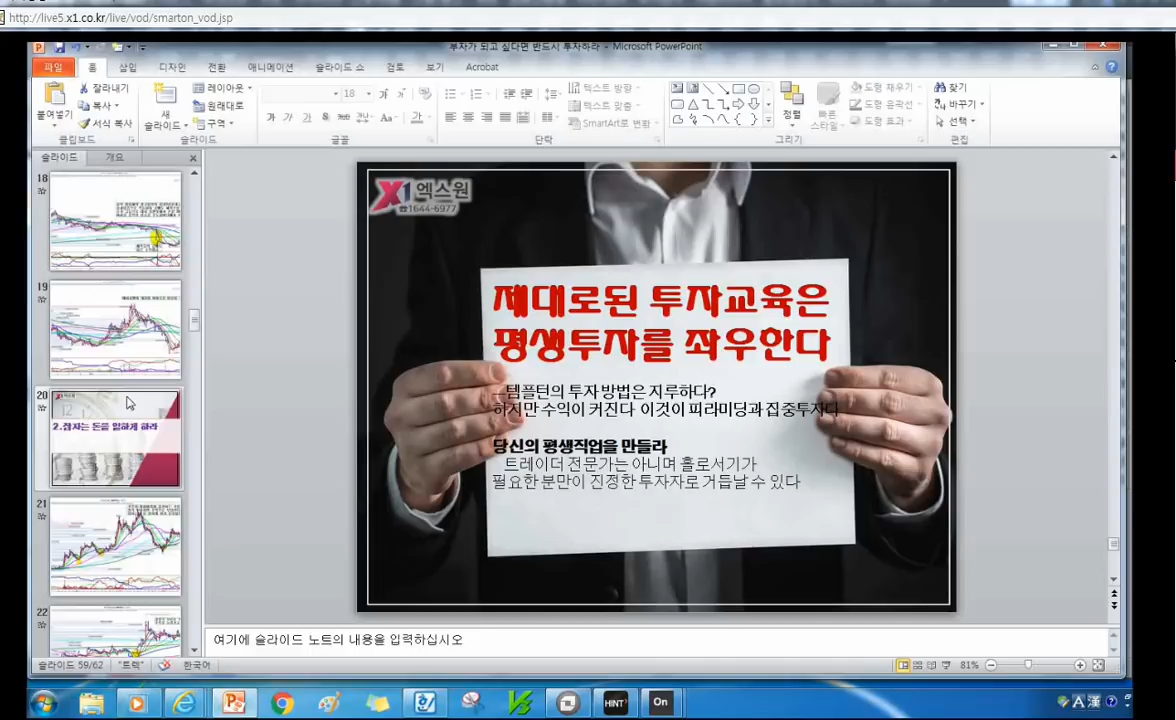 http://live5.x1.co.kr/live/vod/smarton_vod.jsp
부자가 되고 싶다면 반드시 투자하라 - Microsoft PowerPoint
파일 홈 삽입 디자인 전환 애니메이션 슬라이드 쇼 검토 보기 Acrobat
잘라내기
복사
서식 복사
붙여넣기
클립보드
새
슬라이드
레이아웃
원래대로
구역
슬라이드
18
글꼴
텍스트 방향
텍스트 맞춤
SmartArt로 변환
단락
정렬
빠른
스타일
도형 채우기
도형 윤곽선
도형 효과
그리기
찾기
바꾸기
선택
편집
슬라이드 개요
18
19
20
2.잠자는 돈을 일하게 하라
21
22
X1 엑스원
☎1644-6977
제대로된 투자교육은
평생투자를 좌우한다
템플턴의 투자 방법은 지루하다?
하지만 수익이 커진다 이것이 피라미딩과 집중투자다
당신의 평생직업을 만들라
트레이더 전문가는 아니며 홀로서기가
필요한 분만이 진정한 투자자로 거듭날 수 있다
여기에 슬라이드 노트의 내용을 입력하십시오
슬라이드 59/62 "트렉" 한국어 81%
HINT
On
A 漢